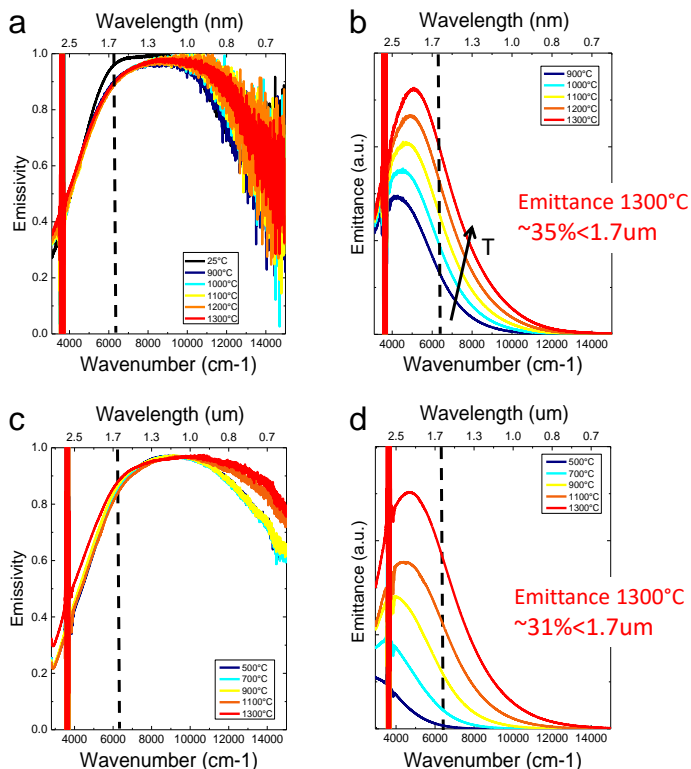 a
Wavelength (nm)
2.5 1.7 1.3 1.0 0.8 0.7
1.0
0.8
0.6
0.4
0.2
0.0
Emissivity
25°C
900°C
1000°C
1100°C
1200°C
1300°C
4000 6000 8000 10000 12000 14000
Wavenumber (cm-1)
b
Wavelength (nm)
2.5 1.7 1.3 1.0 0.8 0.7
Emittance (a.u.)
900°C
1000°C
1100°C
1200°C
1300°C
T
Emittance 1300°C
~35%<1.7um
4000 6000 8000 10000 12000 14000
Wavenumber (cm-1)
c
Wavelength (um)
2.5 1.7 1.3 1.0 0.8 0.7
1.0
0.8
0.6
0.4
0.2
0.0
Emissivity
500°C
700°C
900°C
1100°C
1300°C
4000 6000 8000 10000 12000 14000
Wavenumber (cm-1)
d
Wavelength (um)
2.5 1.7 1.3 1.0 0.8 0.7
Emittance (a.u.)
500°C
700°C
900°C
1100°C
1300°C
Emittance 1300°C
~31%<1.7um
4000 6000 8000 10000 12000 14000
Wavenumber (cm-1)